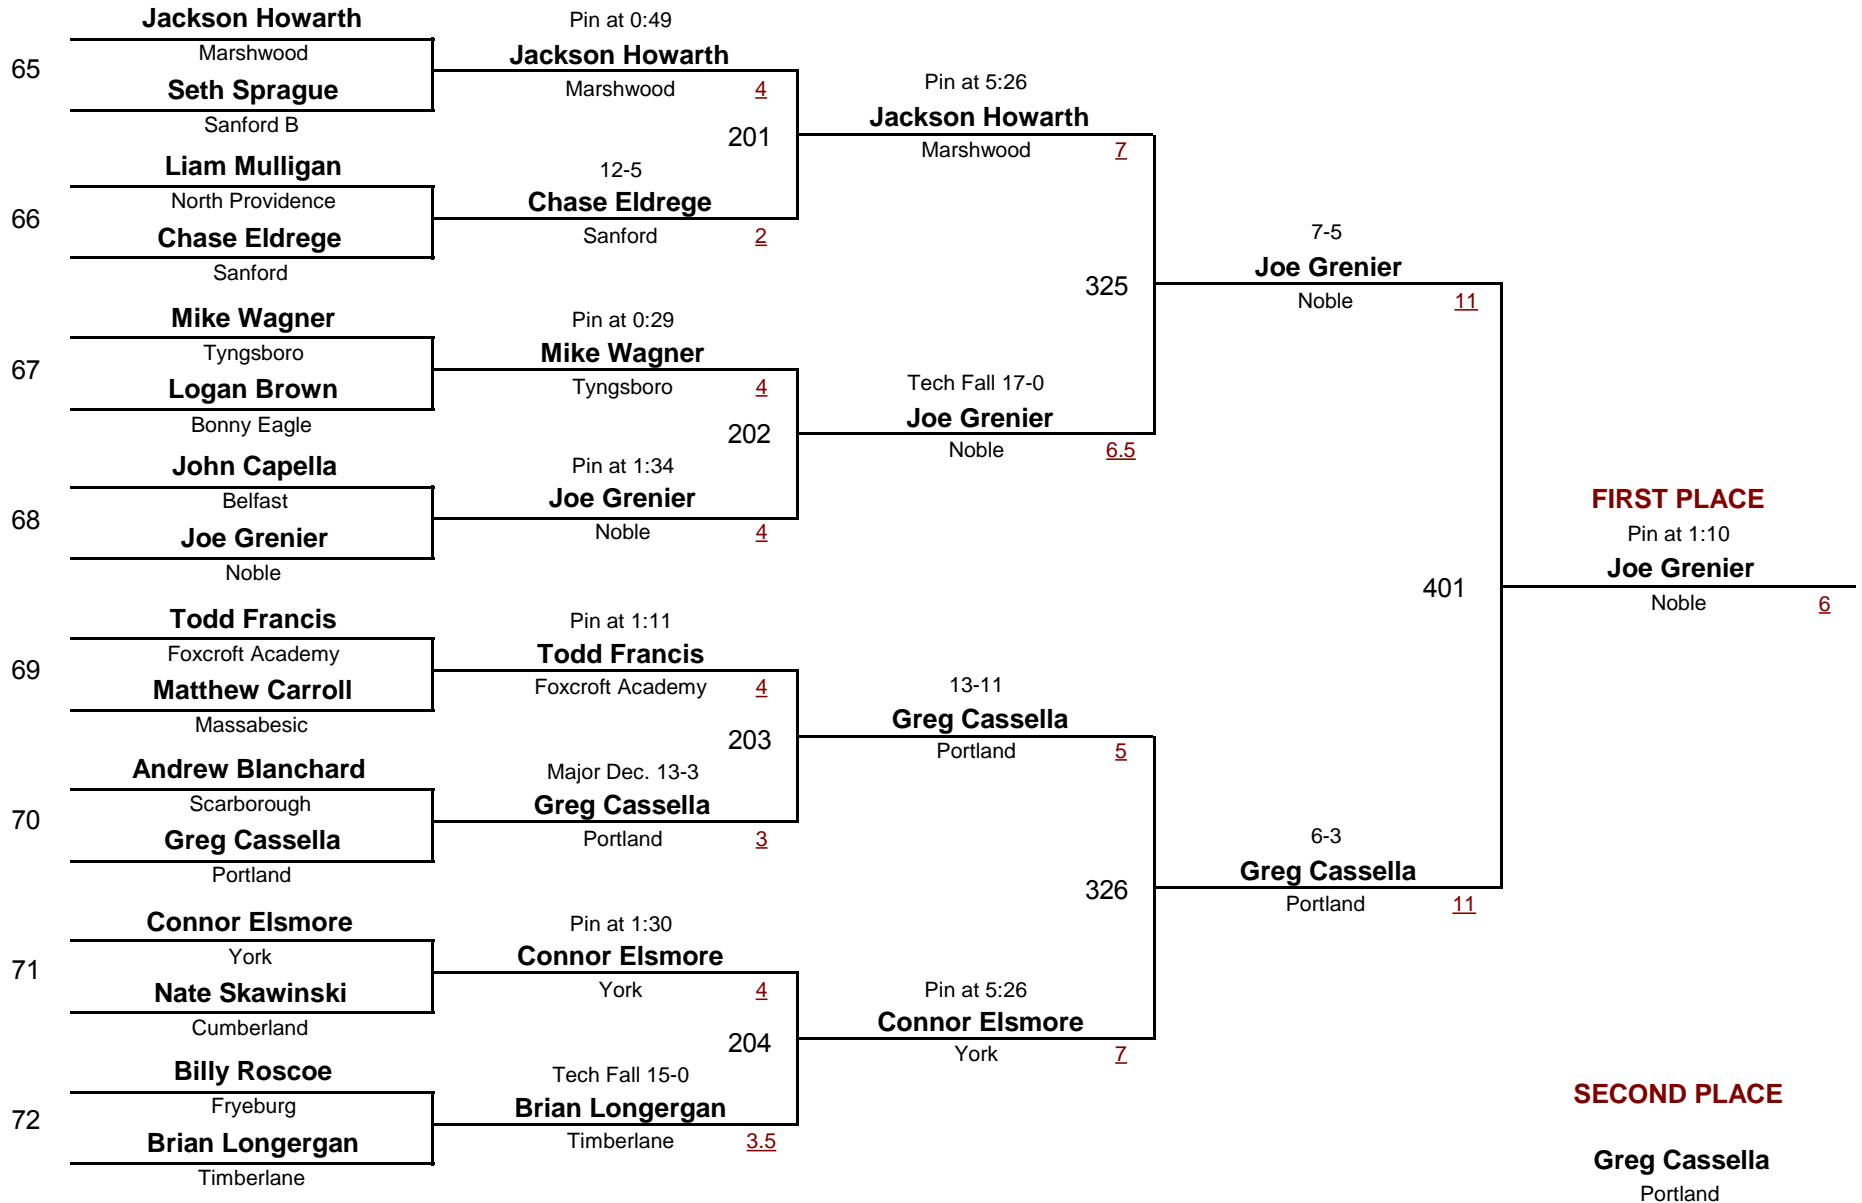 Jackson Howarth
Marshwood
65
Seth Sprague
Sanford B
Liam Mulligan
North Providence
66
Chase Eldrege
Sanford
Mike Wagner
Tyngsboro
67
Logan Brown
Bonny Eagle
John Capella
Belfast
68
Joe Grenier
Noble
Todd Francis
Foxcroft Academy
69
Matthew Carroll
Massabesic
Andrew Blanchard
Scarborough
70
Greg Cassella
Portland
Connor Elsmore
York
71
Nate Skawinski
Cumberland
Billy Roscoe
Fryeburg
72
Brian Longergan
Timberlane
Pin at 0:49
Jackson Howarth
Marshwood 4
201
12-5
Chase Eldrege
Sanford 2
Pin at 0:29
Mike Wagner
Tyngsboro 4
202
Pin at 1:34
Joe Grenier
Noble 4
Pin at 1:11
Todd Francis
Foxcroft Academy 4
203
Major Dec. 13-3
Greg Cassella
Portland 3
Pin at 1:30
Connor Elsmore
York 4
204
Tech Fall 15-0
Brian Longergan
Timberlane 3.5
Pin at 5:26
Jackson Howarth
Marshwood 7
325
Tech Fall 17-0
Joe Grenier
Noble 6.5
13-11
Greg Cassella
Portland 5
326
Pin at 5:26
Connor Elsmore
York 7
7-5
Joe Grenier
Noble 11
401
6-3
Greg Cassella
Portland 11
FIRST PLACE
Pin at 1:10
Joe Grenier
Noble 6
SECOND PLACE
Greg Cassella
Portland